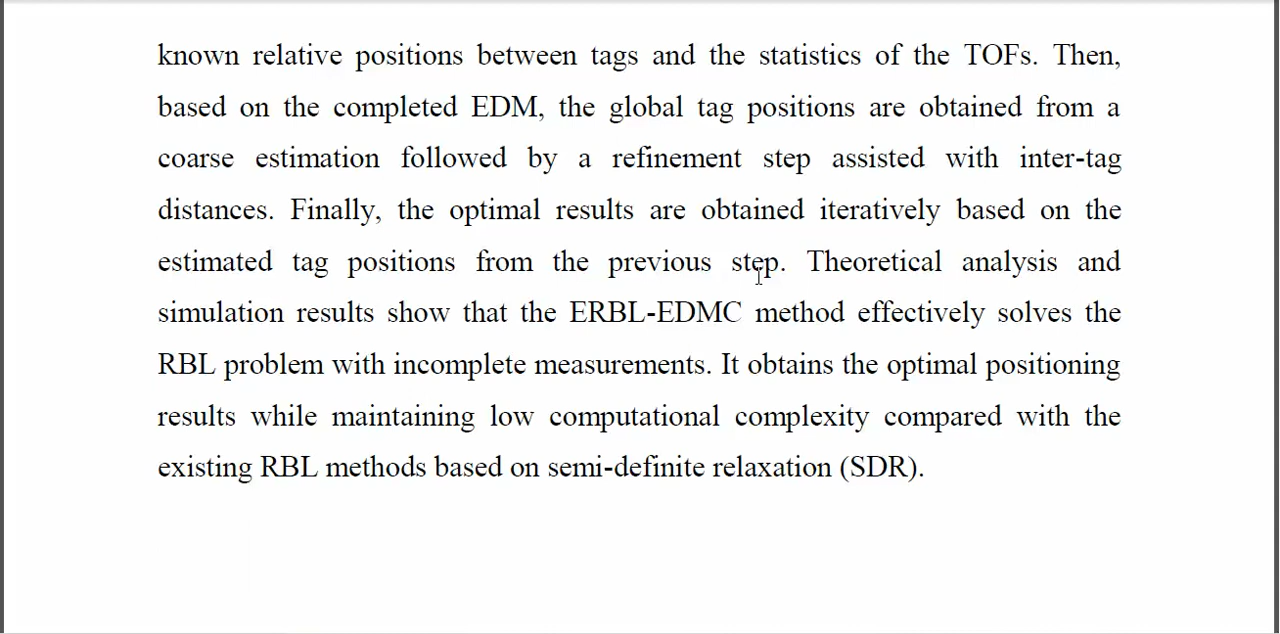 known relative positions between tags and the statistics of the TOFs. Then,
based on the completed EDM, the global tag positions are obtained from a
coarse estimation followed by a refinement step assisted with inter-tag
distances. Finally, the optimal results are obtained iteratively based on the
estimated tag positions from the previous step. Theoretical analysis and
simulation results show that the ERBL-EDMC method effectively solves the
RBL problem with incomplete measurements. It obtains the optimal positioning
results while maintaining low computational complexity compared with the
existing RBL methods based on semi-definite relaxation (SDR).